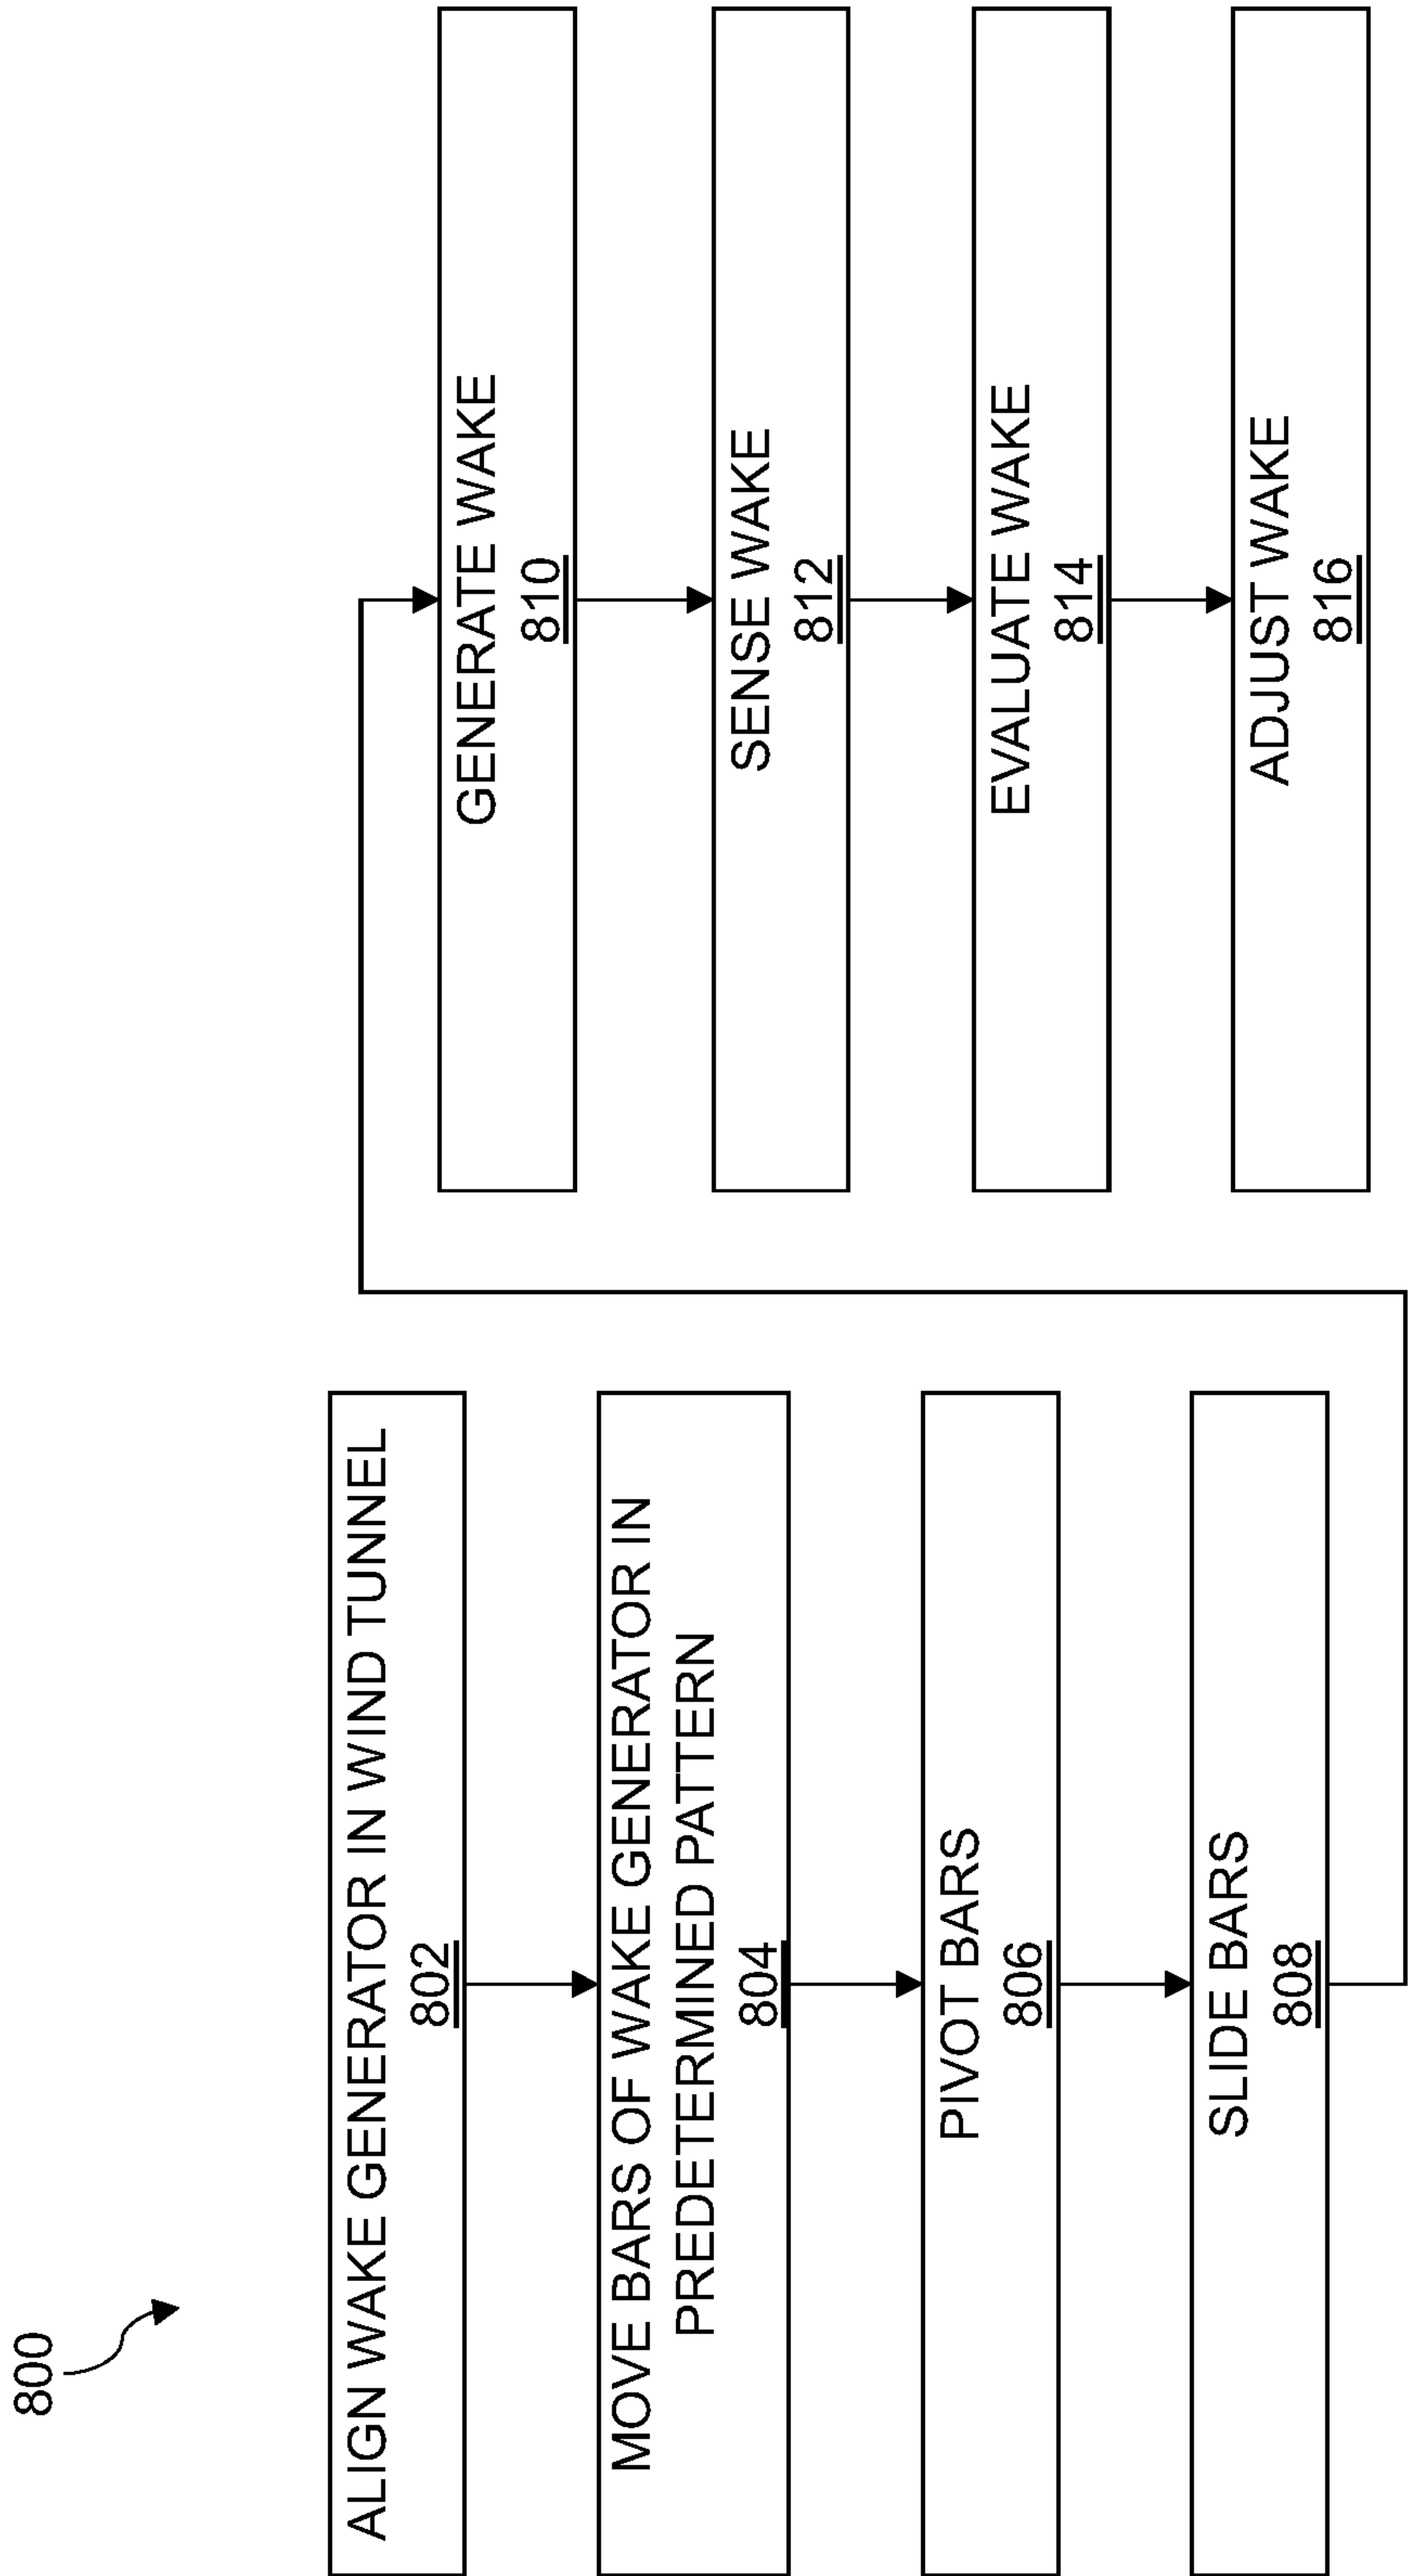 800
ALIGN WAKE GENERATOR IN WIND TUNNEL
802
MOVE BARS OF WAKE GENERATOR IN
PREDETERMINED PATTERN
804
PIVOT BARS
806
SLIDE BARS
808
GENERATE WAKE
810
SENSE WAKE
812
EVALUATE WAKE
814
ADJUST WAKE
816